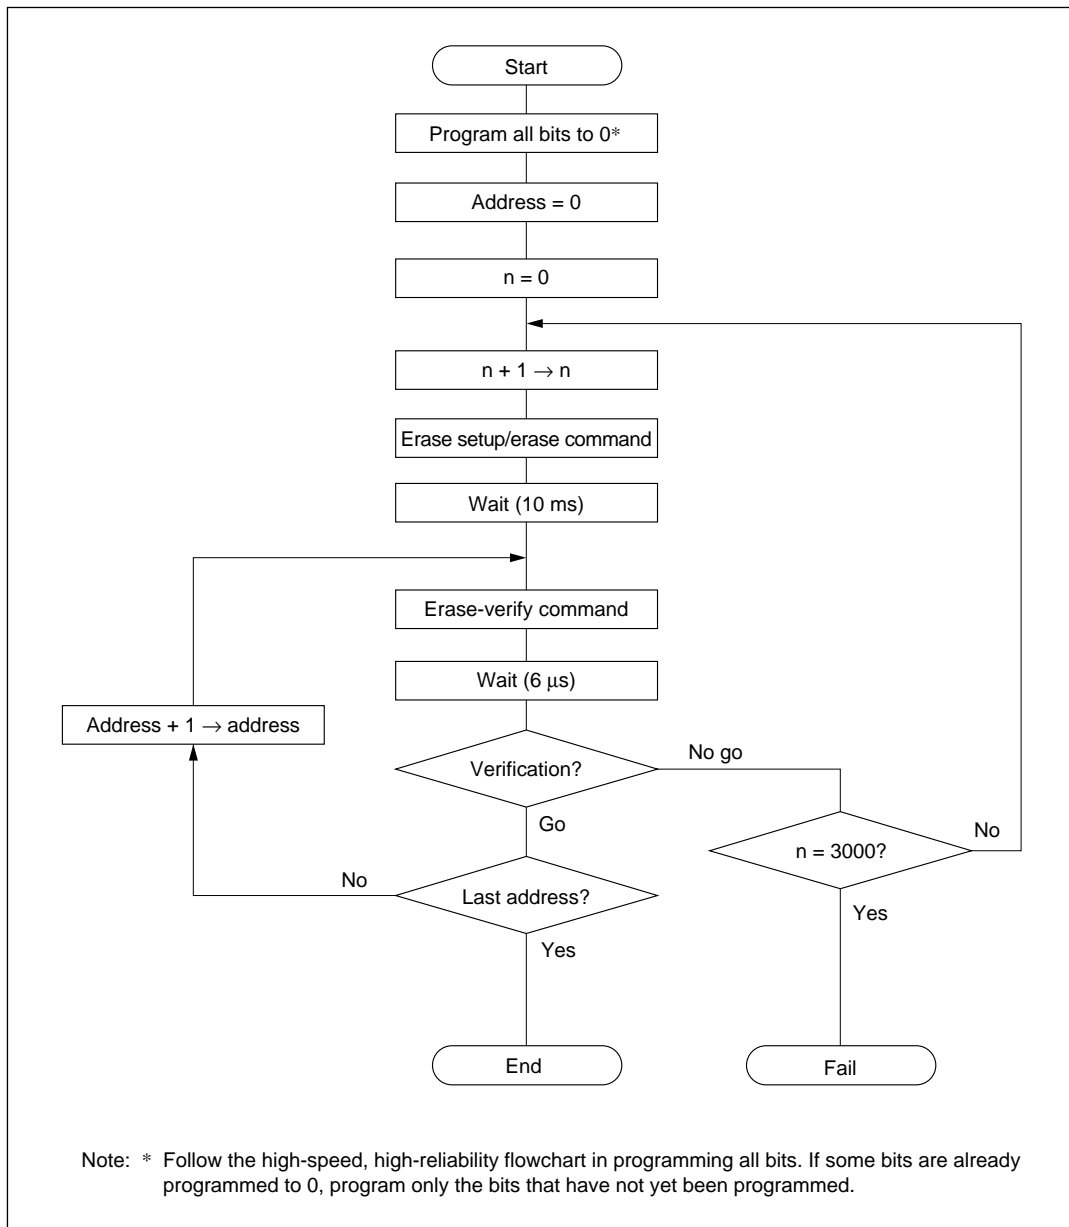 Start
Program all bits to 0*
Address = 0
n = 0
n + 1 → n
Erase setup/erase command
Wait (10 ms)
Erase-verify command
Wait (6 μs)
Address + 1 → address
Verification?
No go
Go
n = 3000?
No
No
Last address?
Yes
Yes
End
Fail
Note: * Follow the high-speed, high-reliability flowchart in programming all bits. If some bits are already
programmed to 0, program only the bits that have not yet been programmed.